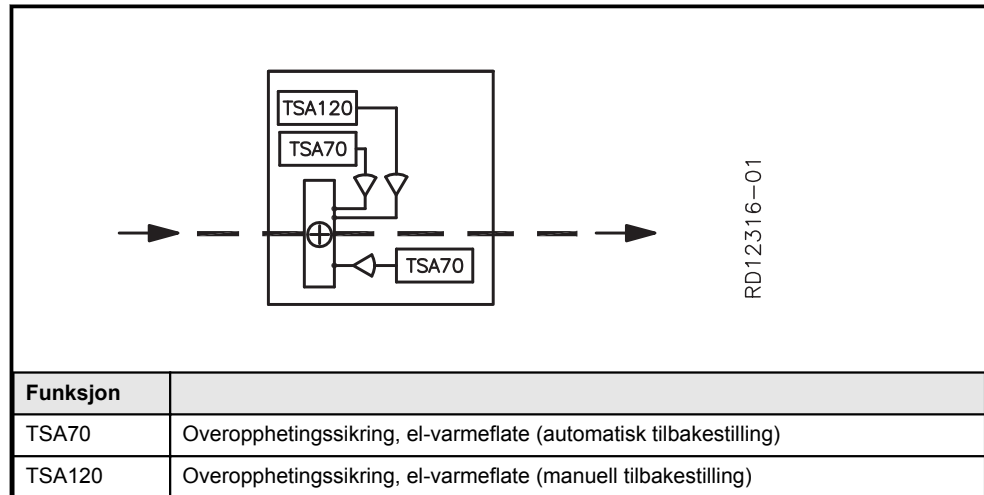 TSA120
TSA70
TSA70
RD12316-01
Funksjon
TSA70 Overopphetingssikring, el-varmeflate (automatisk tilbakestilling)
TSA120 Overopphetingssikring, el-varmeflate (manuell tilbakestilling)